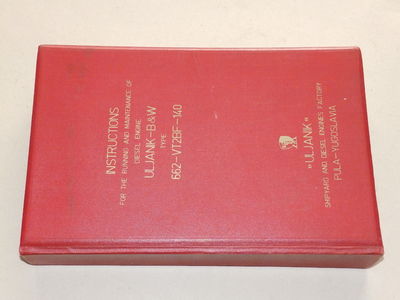 INSTRUCTIONS
FOR THE RUNNING AND MAINTENANCE OF
DIESEL ENGINE
ULJANIK-B&W
TYPE
662-VT2BF-140
"ULJANIK"
SHIPYARD AND DIESEL ENGINES FACTORY
PULA-YUGOSLAVIA